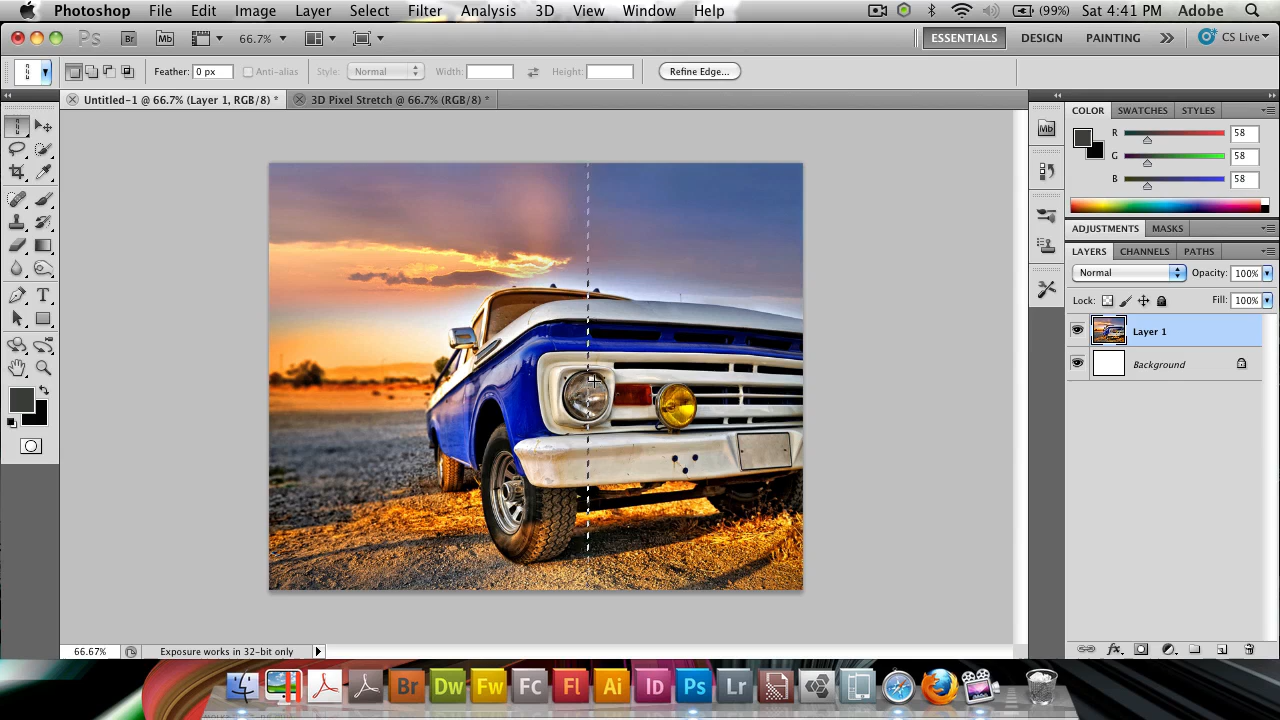 Photoshop File Edit Image Layer Select Filter Analysis 3D View Window Help (99%) Sat 4:41 PM Adobe
Ps Br Mb 66.7% ESSENTIALS DESIGN PAINTING CS Live
Feather: 0 px Anti-alias Style: Normal Width: Height: Refine Edge...
Untitled-1 @ 66.7% (Layer 1, RGB/8) * 3D Pixel Stretch @ 66.7% (RGB/8) *
COLOR SWATCHES STYLES
Mb
R 58
G 58
B 58
ADJUSTMENTS MASKS
LAYERS CHANNELS PATHS
Normal Opacity: 100%
Lock: Fill: 100%
Layer 1
Background
T
66.67% Exposure works in 32-bit only
fx
Br Dw Fw Fc Fl Ai Id Ps Lr